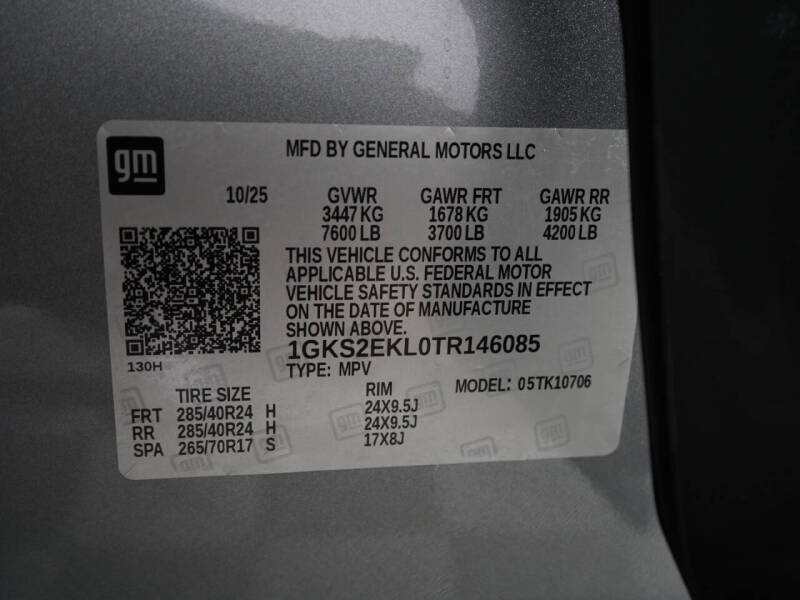 gm
MFD BY GENERAL MOTORS LLC
10/25 GVWR GAWR FRT GAWR RR
3447 KG 1678 KG 1905 KG
7600 LB 3700 LB 4200 LB
THIS VEHICLE CONFORMS TO ALL
APPLICABLE U.S. FEDERAL MOTOR
VEHICLE SAFETY STANDARDS IN EFFECT
ON THE DATE OF MANUFACTURE
SHOWN ABOVE.
1GKS2EKL0TR146085
130H
TYPE: MPV
MODEL: 05TK10706
TIRE SIZE RIM
FRT 285/40R24 H 24X9.5J
RR 285/40R24 H 24X9.5J
SPA 265/70R17 S 17X8J